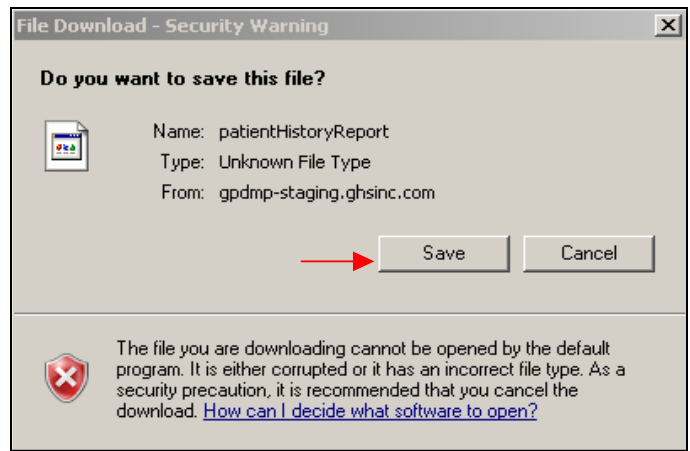 File Download - Security Warning
Do you want to save this file?
Name: patientHistoryReport
Type: Unknown File Type
From: gpdmp-staging.ghsinc.com
Save Cancel
The file you are downloading cannot be opened by the default
program. It is either corrupted or it has an incorrect file type. As a
security precaution, it is recommended that you cancel the
download. How can I decide what software to open?